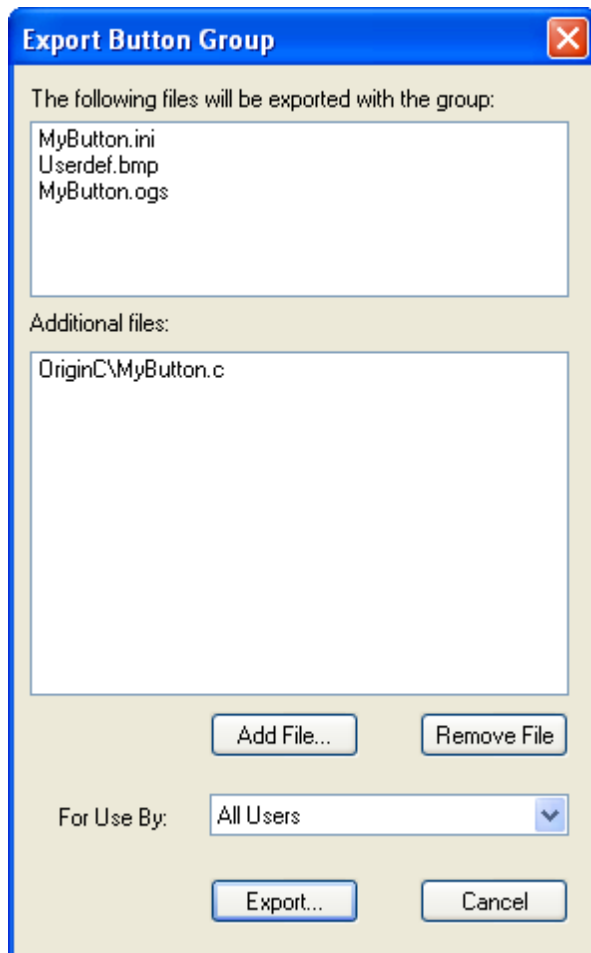 Export Button Group
The following files will be exported with the group:
MyButton.ini
Userdef.bmp
MyButton.ogs
Additional files:
OriginC\MyButton.c
Add File... Remove File
For Use By: All Users
Export... Cancel